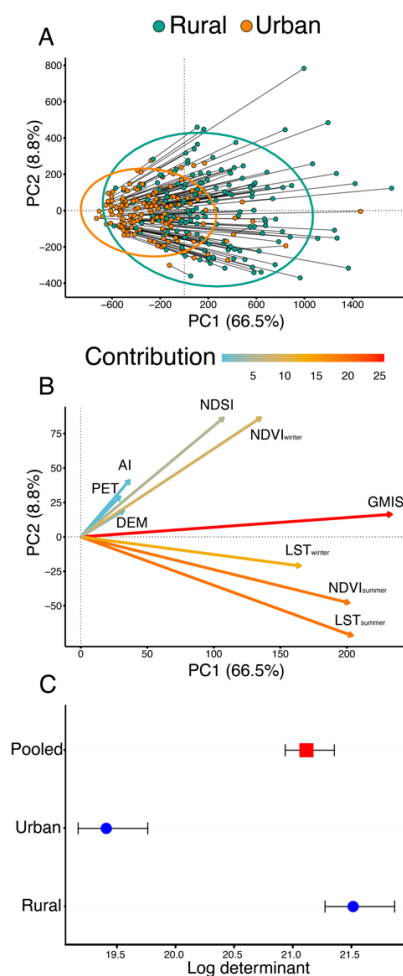 A
Rural Urban
800
600
400
200
0
−200
−400
PC2 (8.8%)
−600 −200 200 600 1000 1400
PC1 (66.5%)
Contribution
5 10 15 20 25
B
75
50
25
0
−25
−50
PC2 (8.8%)
NDSI
NDVIwinter
AI
PET
DEM
GMIS
LSTwinter
NDVIsummer
LSTsummer
0 50 100 150 200
PC1 (66.5%)
C
Pooled
Urban
Rural
19.5 20.0 20.5 21.0 21.5
Log determinant